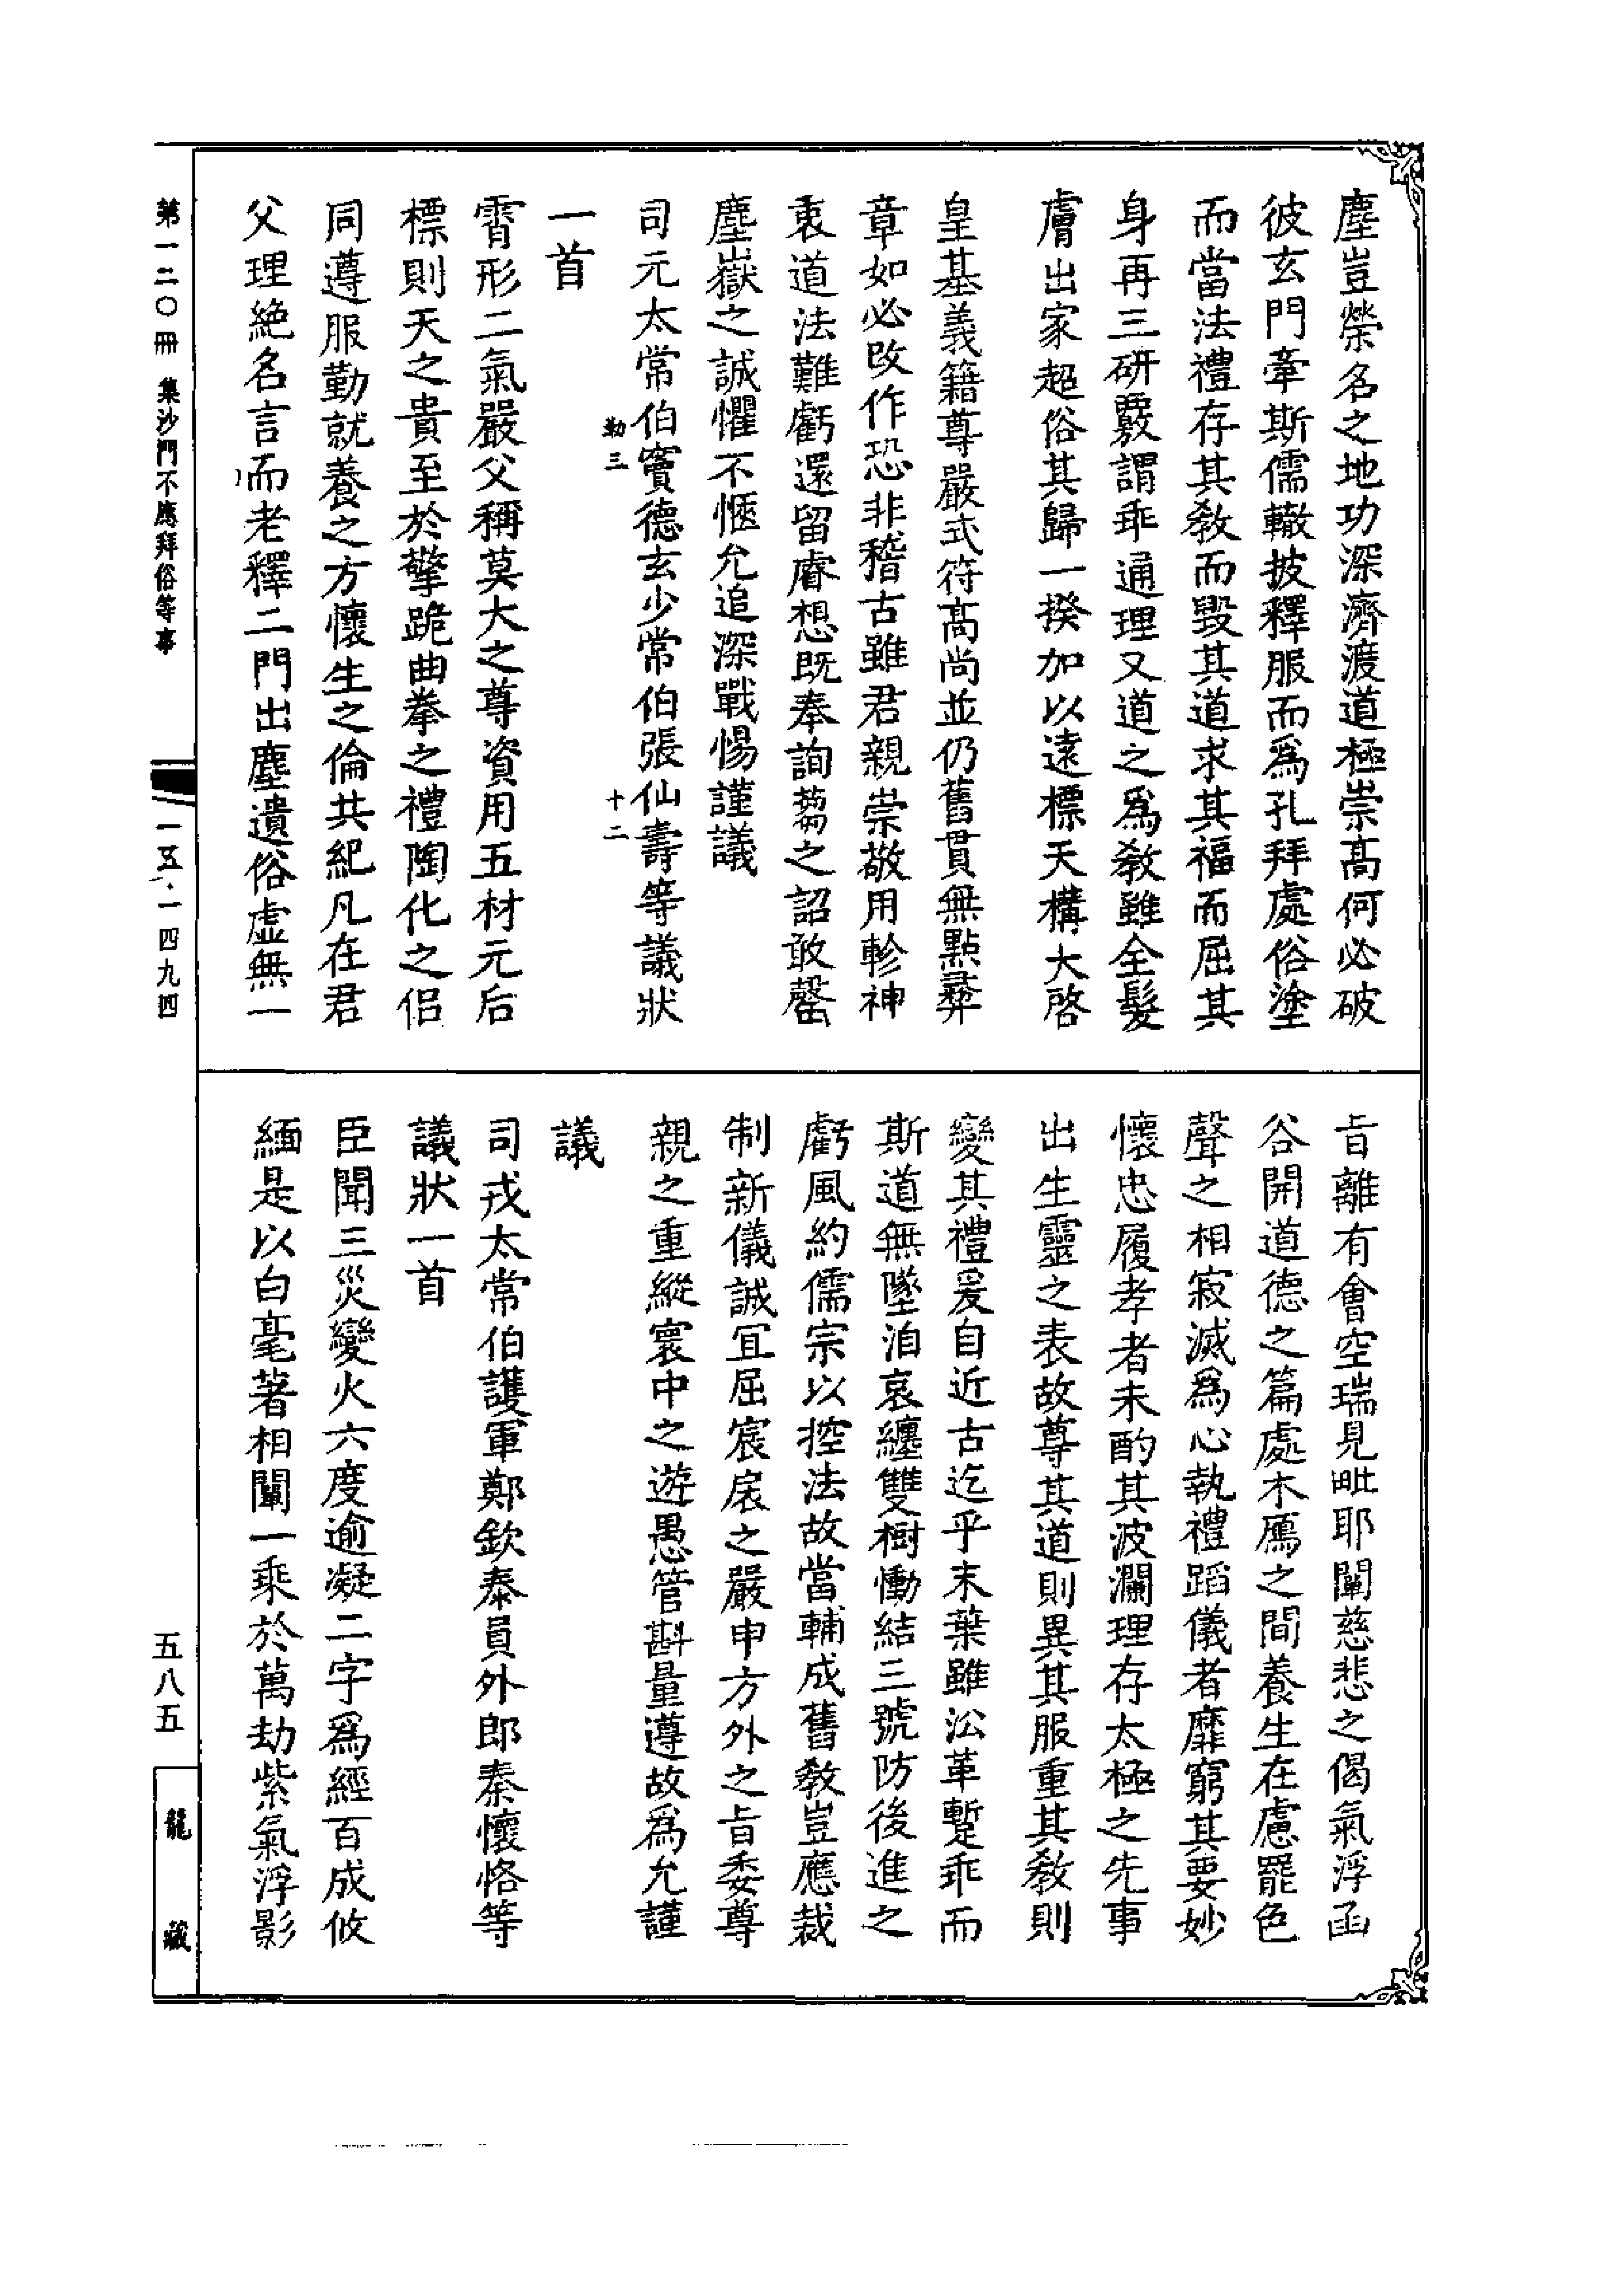 塵豈榮名之地功深濟渡道極崇高何必破
彼玄門牽斯儒轍披釋服而為孔拜處俗塗
而當法禮存其教而毀其道求其福而屈其
身再三研覈謂乖通理又道之為教雖全髮
膚出家超俗其歸一揆加以遠標天構大啓
皇基義籍尊嚴式符高尚並仍舊貫無點彛
章如必改作恐非稽古雖君親崇敬用軫神
衷道法難虧還留睿想既奉詢蒭之詔敢罄
塵嶽之誠懼不愜允追深戰惕謹議
司元太常伯竇德玄少常伯張仙壽等議狀
勒三 十二
一首
霄形二氣嚴父稱莫大之尊資用五材元后
標則天之貴至於擎跪曲拳之禮陶化之侶
同遵服勤就養之方懷生之倫共紀凡在君
父理絶名言而老釋二門出塵遺俗虛無一
旨離有會空瑞見毗耶闡慈悲之偈氣浮函
谷開道德之篇處木鴈之間養生在慮罷色
聲之相寂滅為心執禮蹈儀者靡窮其要妙
懷忠履孝者未酌其波瀾理存太極之先事
出生靈之表故尊其道則異其服重其教則
變其禮爰自近古迄乎末葉雖沿革蹔乖而
斯道無墜洎哀纏雙樹慟結三號防後進之
虧風約儒宗以控法故當輔成舊教豈應裁
制新儀誠宜屈宸扆之嚴申方外之旨委尊
親之重縱寰中之遊愚管斟量遵故為允謹
議
司戎太常伯護軍鄭欽泰員外郎秦懷恪等
議狀一首
臣聞三災變火六度逾凝二字為經百成攸
緬是以白毫著相闡一乘於萬劫紫氣浮影
第一二〇冊 集沙門不應拜俗等事
一五·一四九四
五八五
龍藏